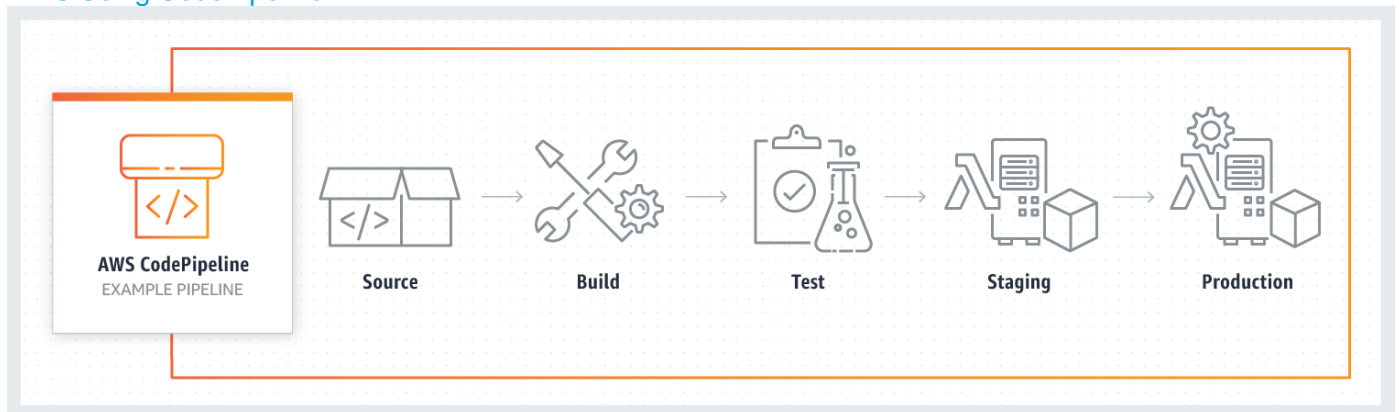 AWS CodePipeline
EXAMPLE PIPELINE
</>
</>
Source
Build
Test
Staging
Production